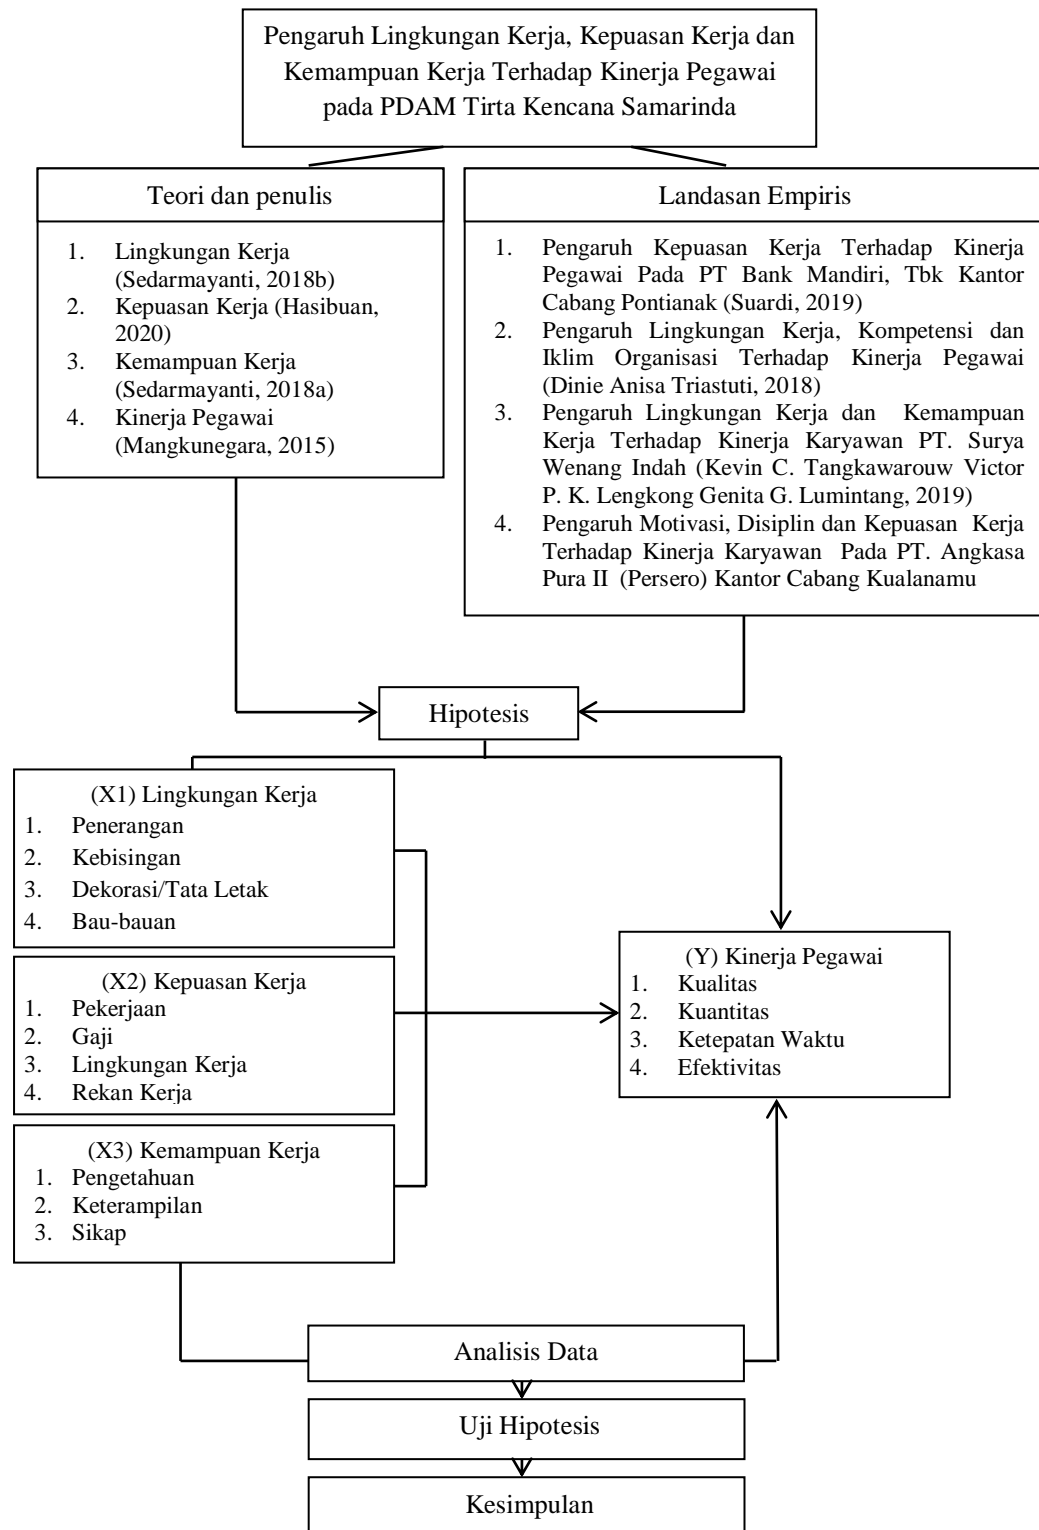 Pengaruh Lingkungan Kerja, Kepuasan Kerja dan
Kemampuan Kerja Terhadap Kinerja Pegawai
pada PDAM Tirta Kencana Samarinda
Teori dan penulis
1. Lingkungan Kerja
(Sedarmayanti, 2018b)
2. Kepuasan Kerja (Hasibuan,
2020)
3. Kemampuan Kerja
(Sedarmayanti, 2018a)
4. Kinerja Pegawai
(Mangkunegara, 2015)
Landasan Empiris
1. Pengaruh Kepuasan Kerja Terhadap Kinerja
Pegawai Pada PT Bank Mandiri, Tbk Kantor
Cabang Pontianak (Suardi, 2019)
2. Pengaruh Lingkungan Kerja, Kompetensi dan
Iklim Organisasi Terhadap Kinerja Pegawai
(Dinie Anisa Triastuti, 2018)
3. Pengaruh Lingkungan Kerja dan Kemampuan
Kerja Terhadap Kinerja Karyawan PT. Surya
Wenang Indah (Kevin C. Tangkawarouw Victor
P. K. Lengkong Genita G. Lumintang, 2019)
4. Pengaruh Motivasi, Disiplin dan Kepuasan Kerja
Terhadap Kinerja Karyawan Pada PT. Angkasa
Pura II (Persero) Kantor Cabang Kualanamu
Hipotesis
(X1) Lingkungan Kerja
1. Penerangan
2. Kebisingan
3. Dekorasi/Tata Letak
4. Bau-bauan
(X2) Kepuasan Kerja
1. Pekerjaan
2. Gaji
3. Lingkungan Kerja
4. Rekan Kerja
(X3) Kemampuan Kerja
1. Pengetahuan
2. Keterampilan
3. Sikap
(Y) Kinerja Pegawai
1. Kualitas
2. Kuantitas
3. Ketepatan Waktu
4. Efektivitas
Analisis Data
Uji Hipotesis
Kesimpulan